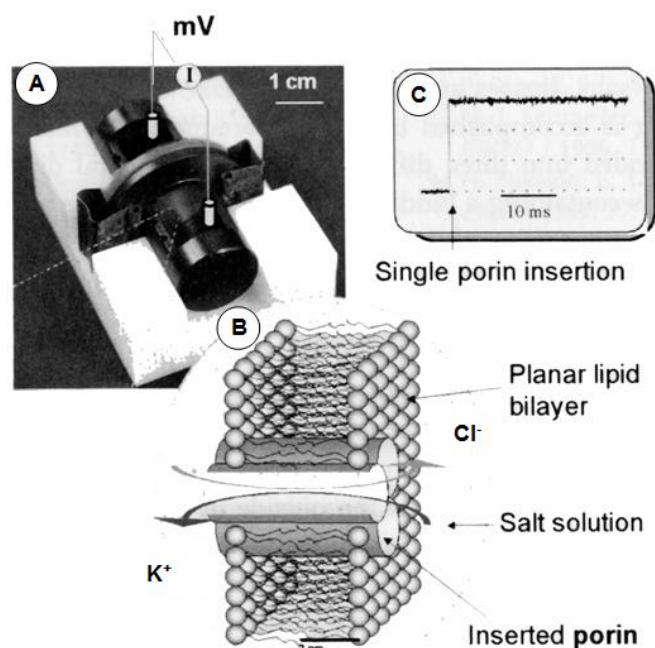 mV
A
I
1 cm
C
10 ms
Single porin insertion
B
Planar lipid
bilayer
Cl⁻
Salt solution
K⁺
Inserted porin